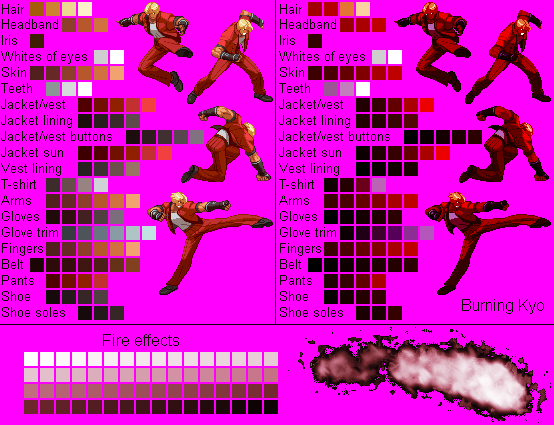 Hair
Headband
Iris
Whites of eyes
Skin
Teeth
Jacket/vest
Jacket lining
Jacket/vest buttons
Jacket sun
Vest lining
T-shirt
Arms
Gloves
Glove trim
Fingers
Belt
Pants
Shoe
Shoe soles
Hair
Headband
Iris
Whites of eyes
Skin
Teeth
Jacket/vest
Jacket lining
Jacket/vest buttons
Jacket sun
Vest lining
T-shirt
Arms
Gloves
Glove trim
Fingers
Belt
Pants
Shoe
Shoe soles
Burning Kyo
Fire effects